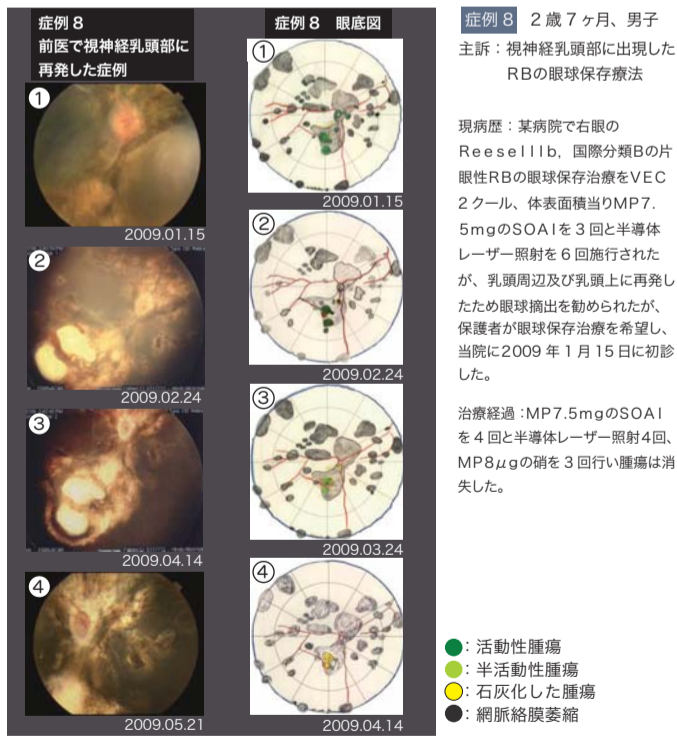 症例8
前医で視神経乳頭部に
再発した症例
①
2009.01.15
②
2009.02.24
③
2009.04.14
④
2009.05.21
症例8 眼底図
①
2009.01.15
②
2009.02.24
③
2009.03.24
④
2009.04.14
症例8 2歳7ヶ月、男子
主訴：視神経乳頭部に出現した
RBの眼球保存療法
現病歴：某病院で右眼の
ReeseIIIb，国際分類Bの片
眼性RBの眼球保存治療をVEC
2クール、体表面積当りMP7.
5mgのSOAIを3回と半導体
レーザー照射を6回施行された
が、乳頭周辺及び乳頭上に再発し
たため眼球摘出を勧められたが、
保護者が眼球保存治療を希望し、
当院に2009年1月15日に初診
した。
治療経過：MP7.5mgのSOAI
を4回と半導体レーザー照射4回、
MP8μgの硝を3回行い腫瘍は消
失した。
：活動性腫瘍
：半活動性腫瘍
：石灰化した腫瘍
：網脈絡膜萎縮